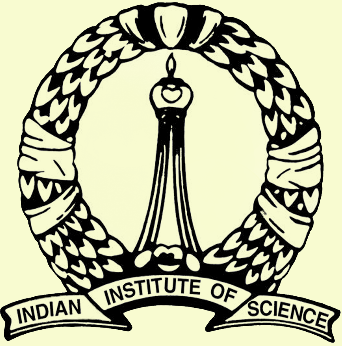 INDIAN INSTITUTE OF SCIENCE